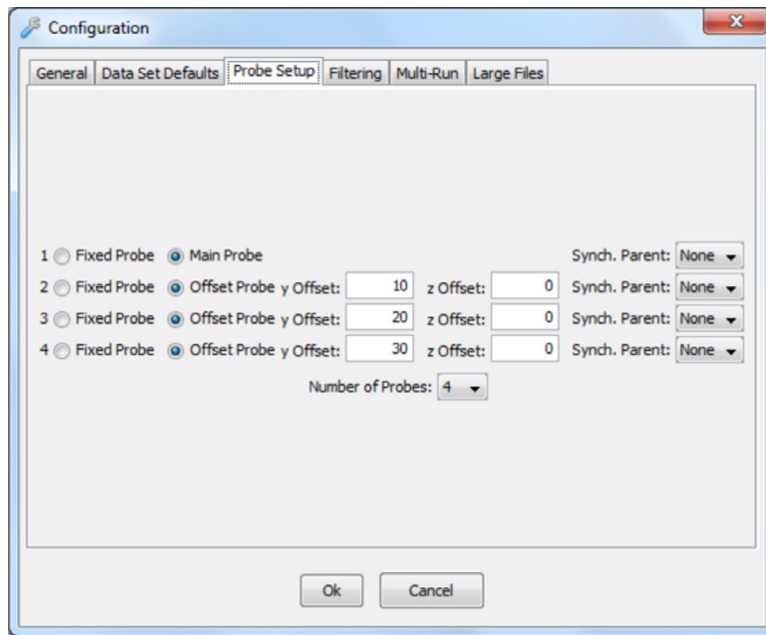 Configuration
General Data Set Defaults Probe Setup Filtering Multi-Run Large Files
1 Fixed Probe Main Probe Synch. Parent: None
2 Fixed Probe Offset Probe y Offset: 10 z Offset: 0 Synch. Parent: None
3 Fixed Probe Offset Probe y Offset: 20 z Offset: 0 Synch. Parent: None
4 Fixed Probe Offset Probe y Offset: 30 z Offset: 0 Synch. Parent: None
Number of Probes: 4
Ok Cancel